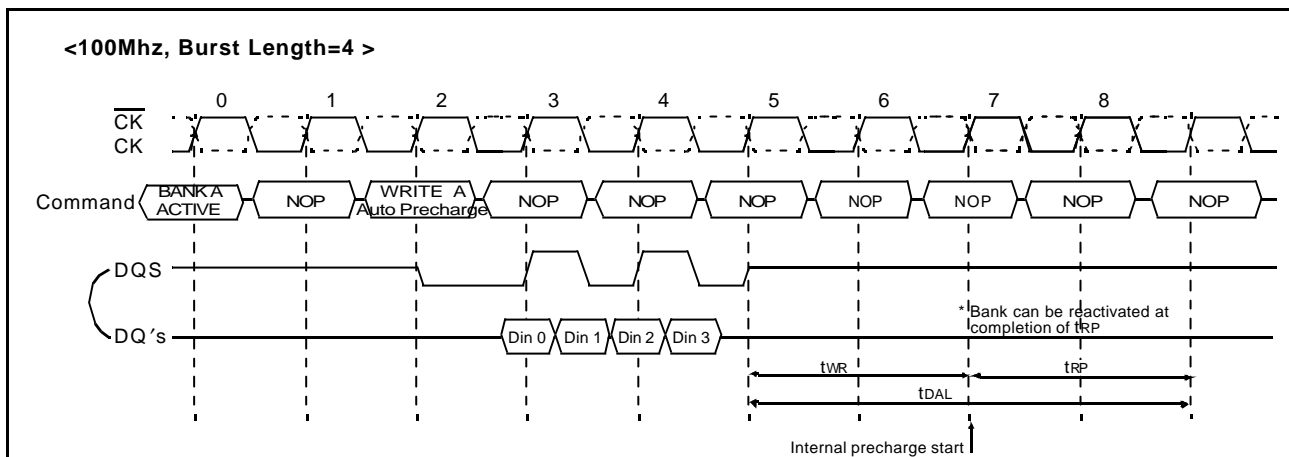 <100Mhz, Burst Length=4 >
0 1 2 3 4 5 6 7 8
CK
CK
Command
BANK A
ACTIVE
NOP
WRITE A
Auto Precharge
NOP
NOP
NOP
NOP
NOP
NOP
NOP
DQS
DQ's
Din 0 Din 1 Din 2 Din 3
* Bank can be reactivated at
completion of tRP
tWR
tRP
tDAL
Internal precharge start